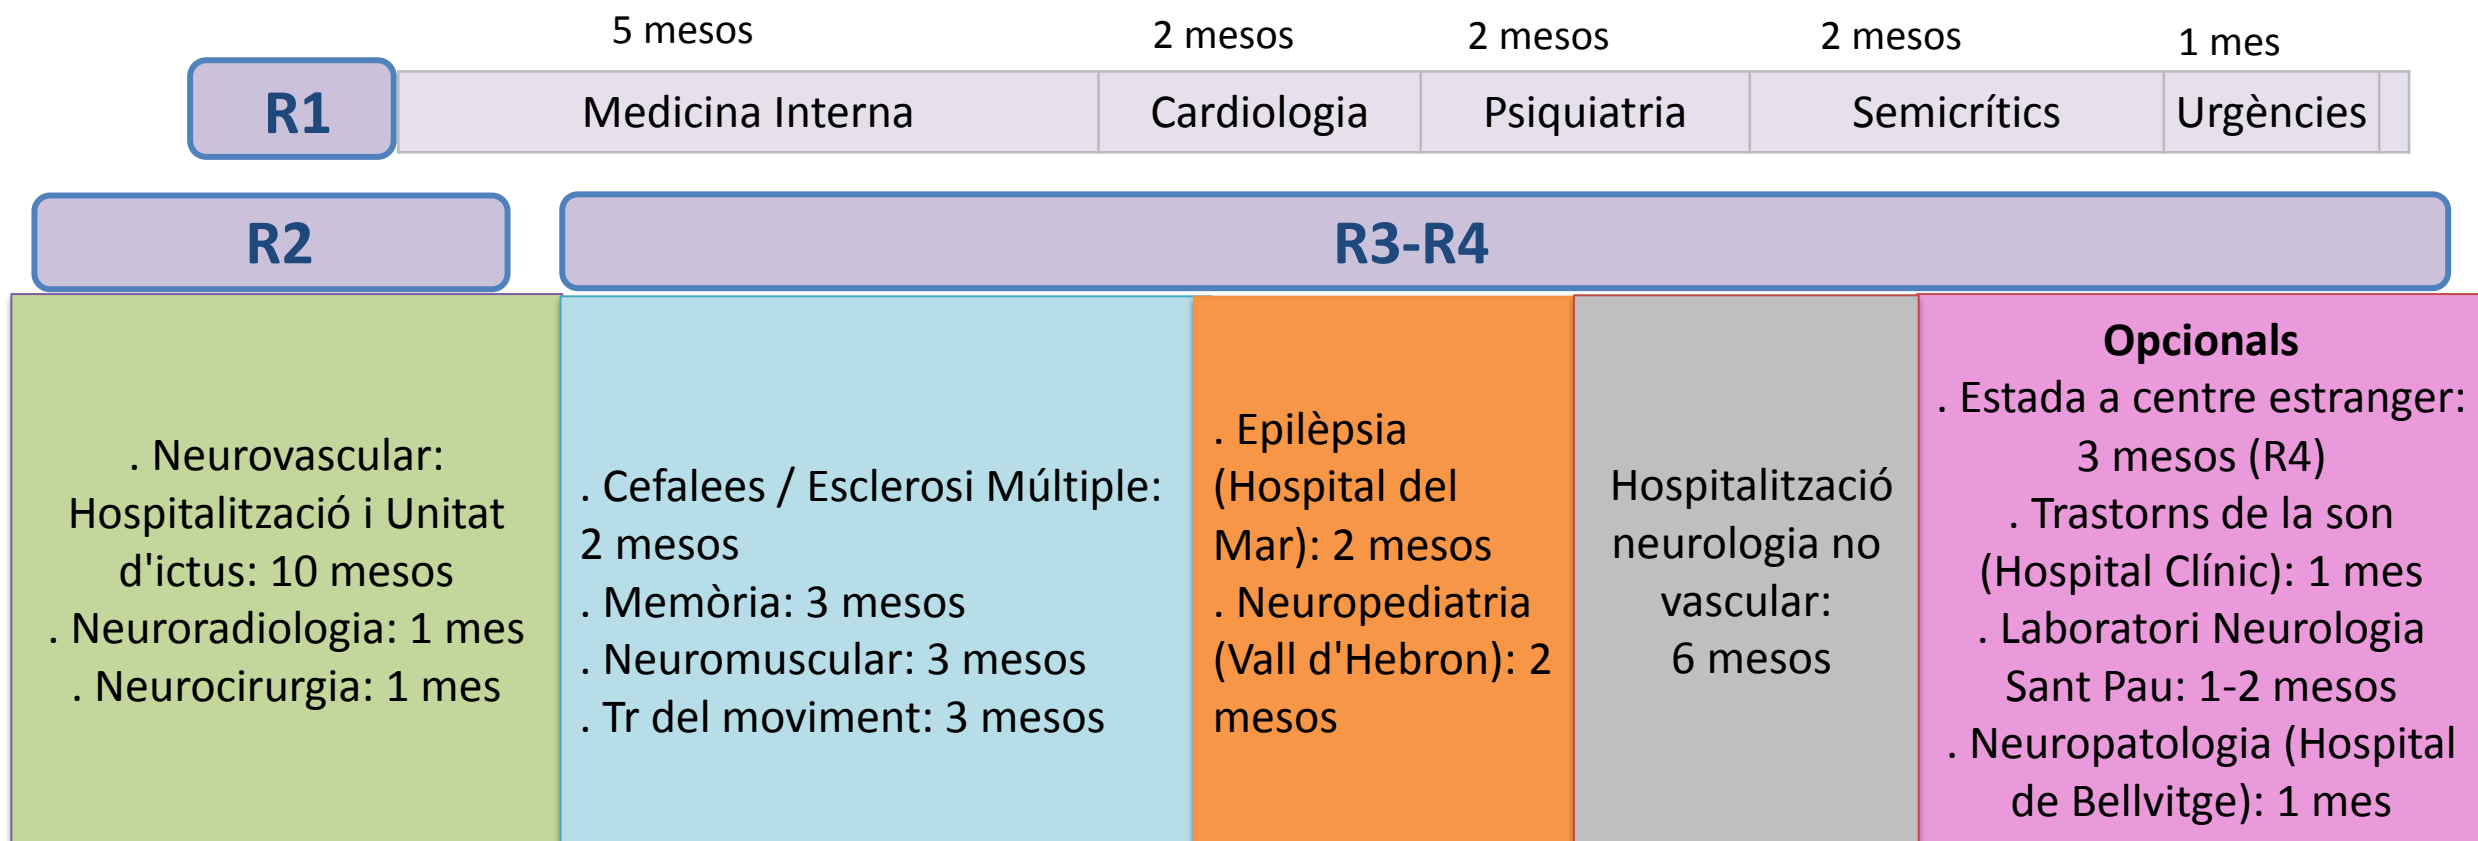 5 mesos
2 mesos
2 mesos
2 mesos
1 mes
R1
Medicina Interna
Cardiologia
Psiquiatria
Semicrítics
Urgències
R2
R3-R4
. Neurovascular:
Hospitalització i Unitat
d'ictus: 10 mesos
. Neuroradiologia: 1 mes
. Neurocirurgia: 1 mes
. Cefalees / Esclerosi Múltiple:
2 mesos
. Memòria: 3 mesos
. Neuromuscular: 3 mesos
. Tr del moviment: 3 mesos
. Epilèpsia
(Hospital del
Mar): 2 mesos
. Neuropediatria
(Vall d'Hebron): 2
mesos
Hospitalització
neurologia no
vascular:
6 mesos
Opcionals
. Estada a centre estranger:
3 mesos (R4)
. Trastorns de la son
(Hospital Clínic): 1 mes
. Laboratori Neurologia
Sant Pau: 1-2 mesos
. Neuropatologia (Hospital
de Bellvitge): 1 mes